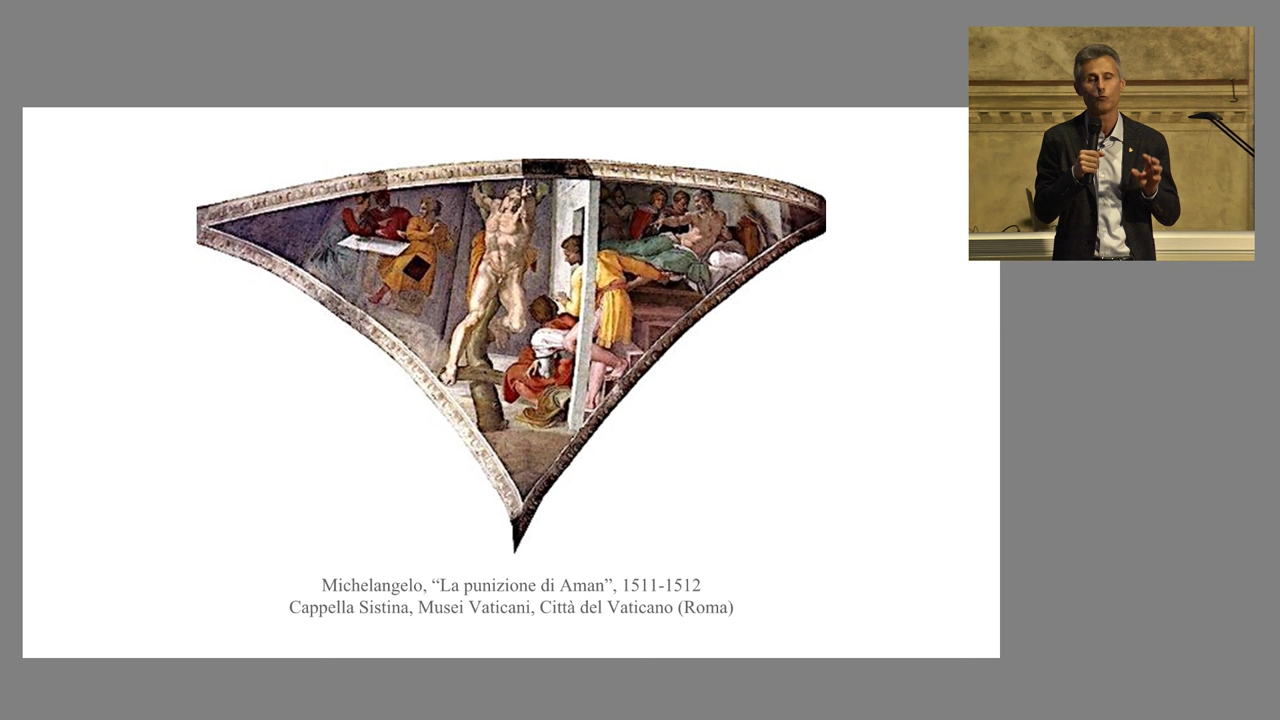 Michelangelo, “La punizione di Aman”, 1511-1512
Cappella Sistina, Musei Vaticani, Città del Vaticano (Roma)